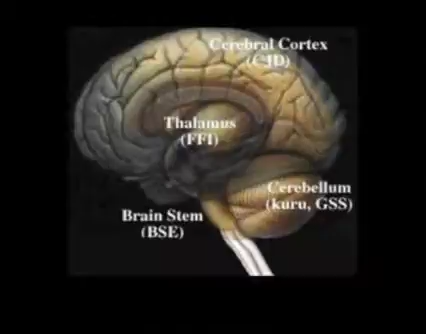 Cerebral Cortex
(CJD)
Thalamus
(FFI)
Cerebellum
(kuru, GSS)
Brain Stem
(BSE)